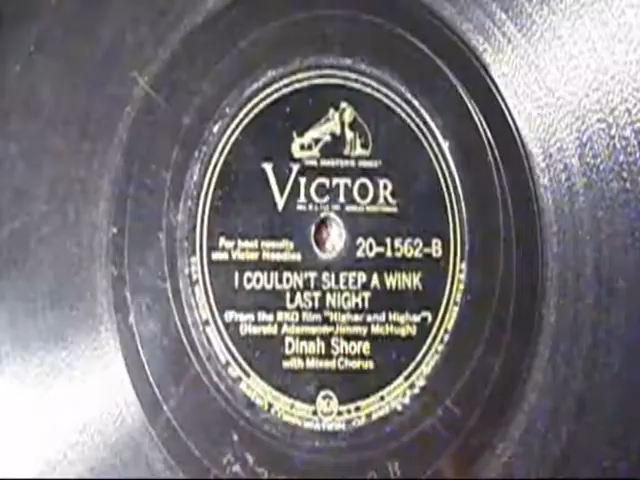 "HIS MASTER'S VOICE"
VICTOR
For best results
use Victor Needles
20-1562-B
I COULDN'T SLEEP A WINK
LAST NIGHT
(From the RKO film "Higher and Higher")
(Harold Adamson-Jimmy McHugh)
Dinah Shore
with Mixed Chorus